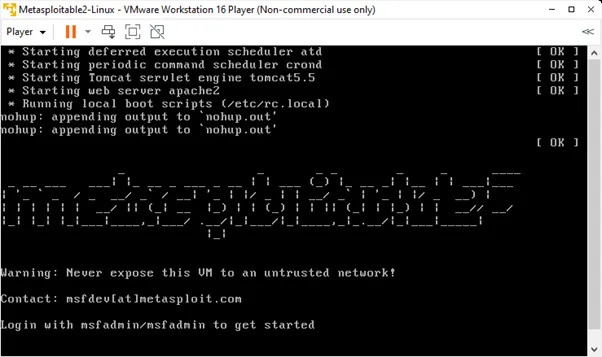 Metasploitable2-Linux - VMware Workstation 16 Player (Non-commercial use only)
Player
* Starting deferred execution scheduler atd [ OK ]
* Starting periodic command scheduler crond [ OK ]
* Starting Tomcat servlet engine tomcat5.5 [ OK ]
* Starting web server apache2 [ OK ]
* Running local boot scripts (/etc/rc.local)
nohup: appending output to `nohup.out'
nohup: appending output to `nohup.out'
[ OK ]
metasploitable2
Warning: Never expose this VM to an untrusted network!
Contact: msfdev[at]metasploit.com
Login with msfadmin/msfadmin to get started